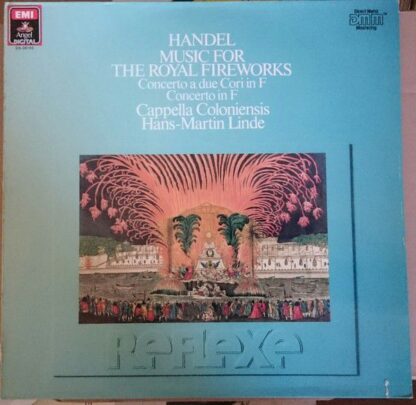 EMI
Angel
DIGITAL
Direct Metal
dmm
Mastering
HANDEL
MUSIC FOR
THE ROYAL FIREWORKS
Concerto a due Cori in F
Concerto in F
Cappella Coloniensis
Hans-Martin Linde
REFLEXE